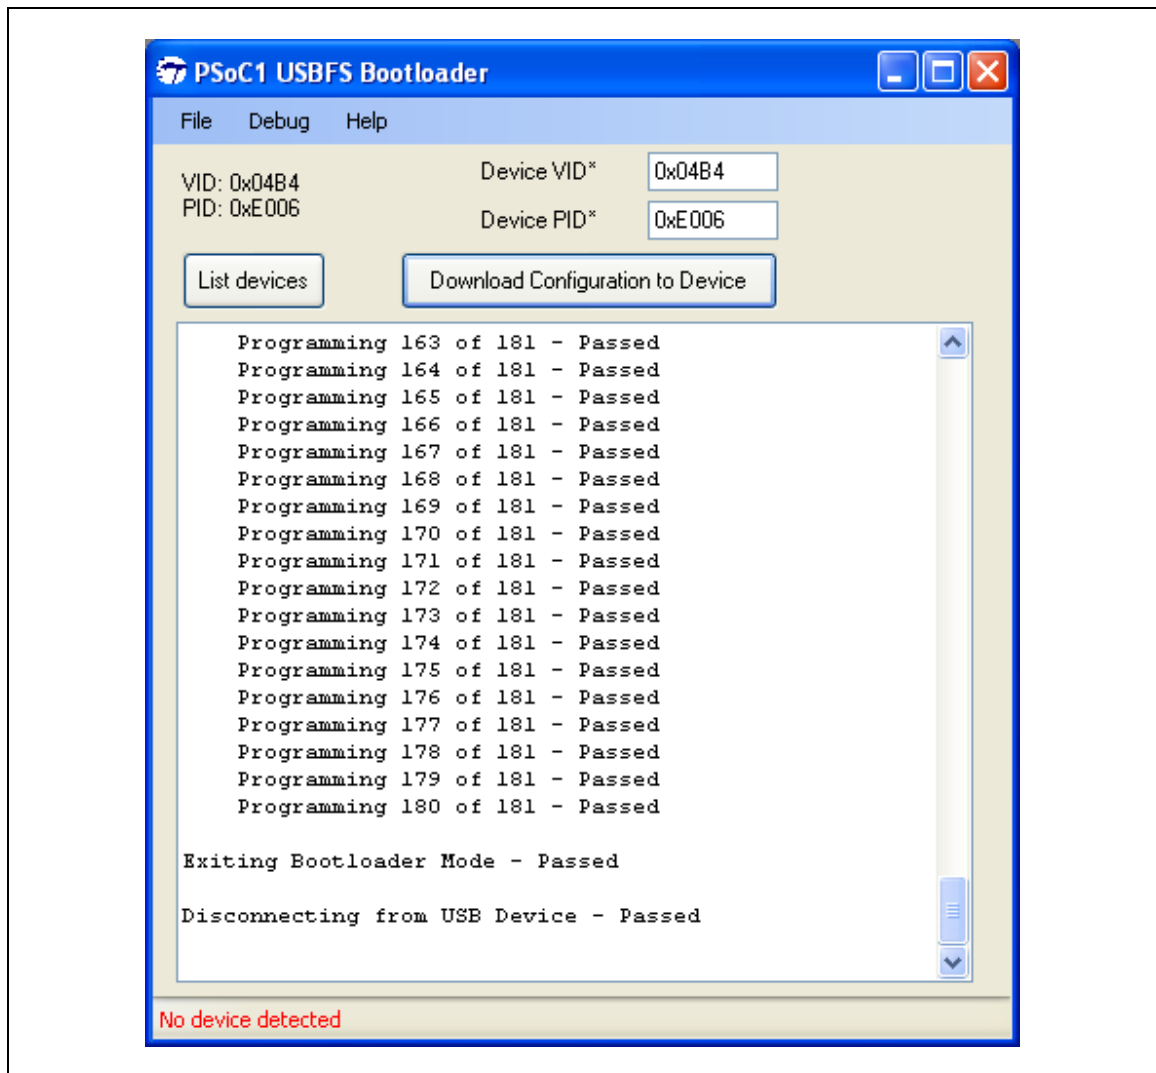 PSoC1 USBFS Bootloader
File Debug Help
VID: 0x04B4
PID: 0xE006
Device VID* 0x04B4
Device PID* 0xE006
List devices Download Configuration to Device
Programming 163 of 181 - Passed
Programming 164 of 181 - Passed
Programming 165 of 181 - Passed
Programming 166 of 181 - Passed
Programming 167 of 181 - Passed
Programming 168 of 181 - Passed
Programming 169 of 181 - Passed
Programming 170 of 181 - Passed
Programming 171 of 181 - Passed
Programming 172 of 181 - Passed
Programming 173 of 181 - Passed
Programming 174 of 181 - Passed
Programming 175 of 181 - Passed
Programming 176 of 181 - Passed
Programming 177 of 181 - Passed
Programming 178 of 181 - Passed
Programming 179 of 181 - Passed
Programming 180 of 181 - Passed
Exiting Bootloader Mode - Passed
Disconnecting from USB Device - Passed
No device detected